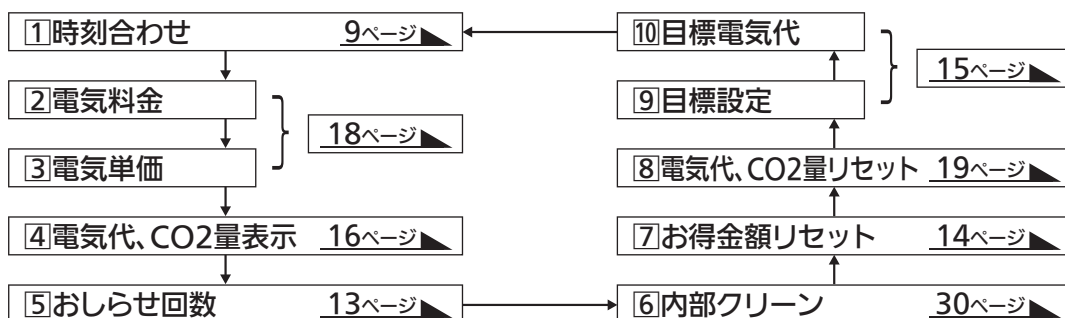 1 時刻合わせ 9ページ
2 電気料金
18ページ
3 電気単価
4 電気代、CO2量表示 16ページ
5 おしらせ回数 13ページ
6 内部クリーン 30ページ
7 お得金額リセット 14ページ
8 電気代、CO2量リセット 19ページ
9 目標設定
15ページ
10 目標電気代